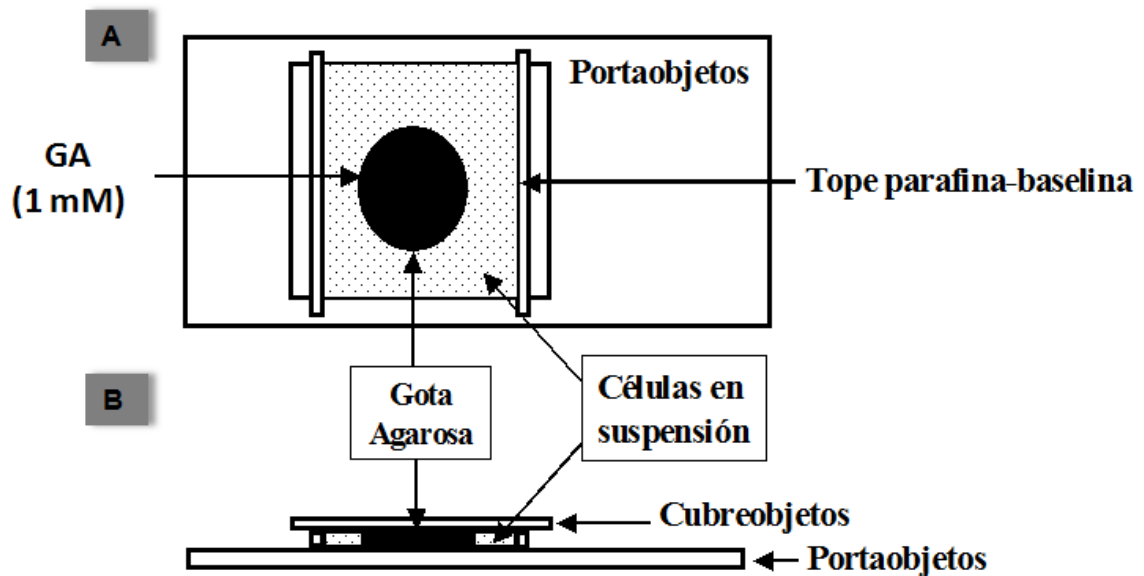 A
Portaobjetos
GA
(1 mM)
Tope parafina-baselina
B
Gota
Agarosa
Células en
suspensión
Cubreobjetos
Portaobjetos